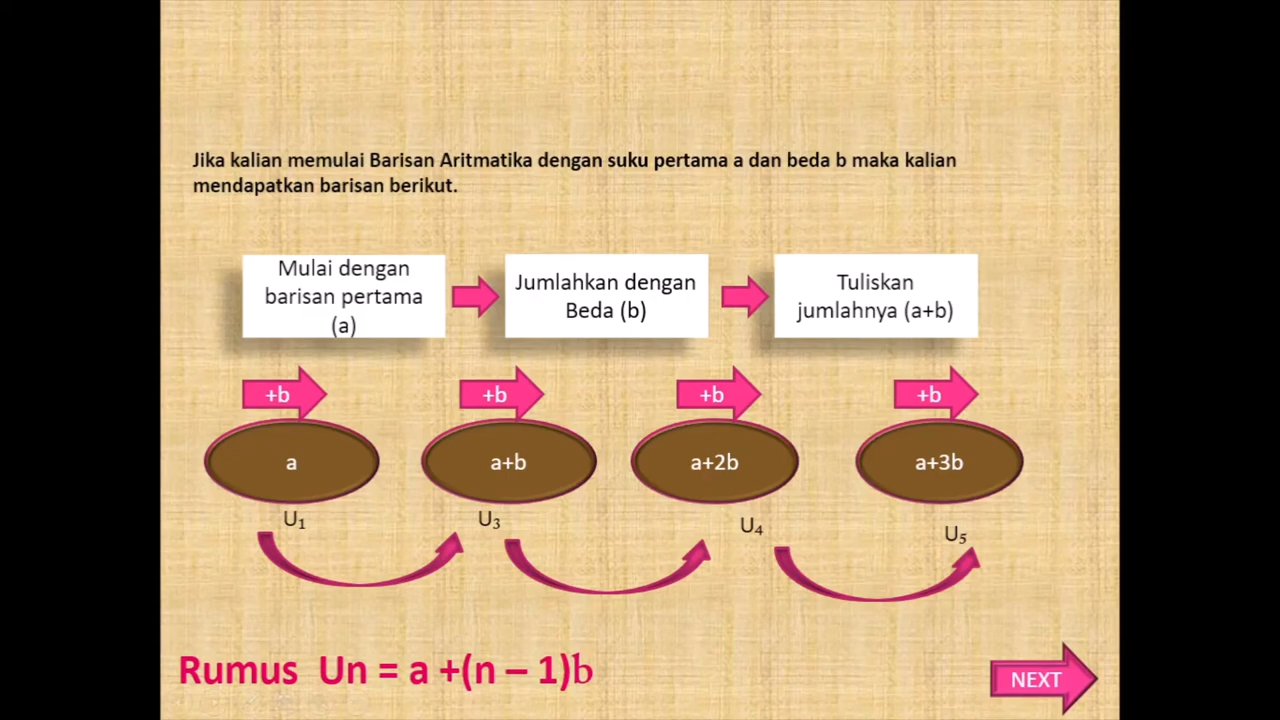 Jika kalian memulai Barisan Aritmatika dengan suku pertama a dan beda b maka kalian
mendapatkan barisan berikut.
Mulai dengan
barisan pertama
(a)
Jumlahkan dengan
Beda (b)
Tuliskan
jumlahnya (a+b)
+b
+b
+b
+b
a
a+b
a+2b
a+3b
U₁
U₃
U₄
U₅
Rumus Un = a +(n – 1)b
NEXT